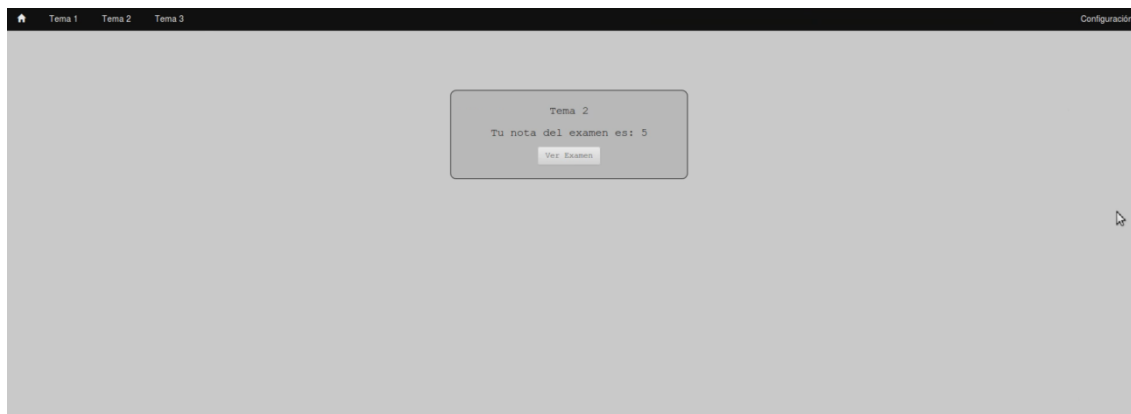 Tema 1 Tema 2 Tema 3 Configuración
Tema 2
Tu nota del examen es: 5
Ver Examen